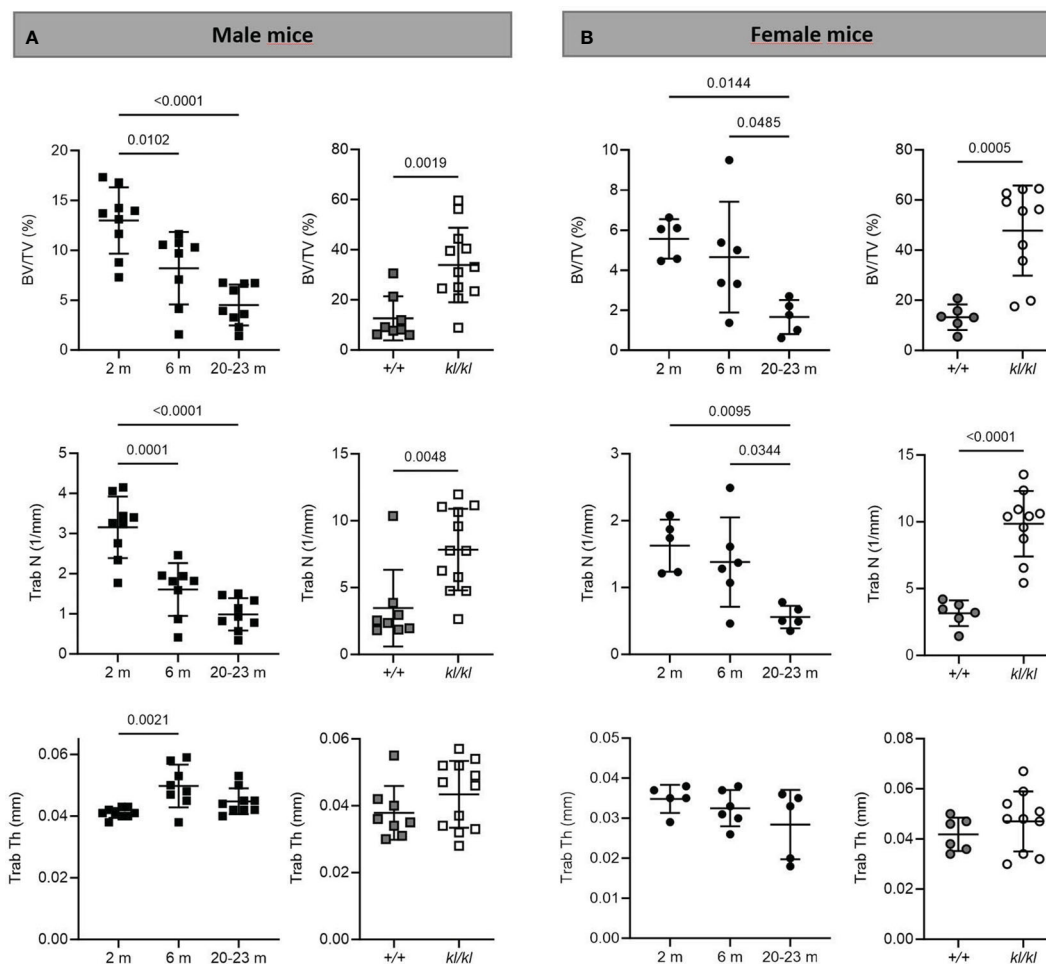 A Male mice
<0.0001
0.0102
20
15
10
5
0
BV/TV (%)
2 m 6 m 20-23 m
0.0019
80
60
40
20
0
BV/TV (%)
+/+ kl/kl
<0.0001
0.0001
5
4
3
2
1
0
Trab N (1/mm)
2 m 6 m 20-23 m
0.0048
15
10
5
0
Trab N (1/mm)
+/+ kl/kl
0.0021
0.06
0.04
0.02
0.00
Trab Th (mm)
2 m 6 m 20-23 m
0.06
0.04
0.02
0.00
Trab Th (mm)
+/+ kl/kl
B Female mice
0.0144
0.0485
10
8
6
4
2
0
BV/TV (%)
2 m 6 m 20-23 m
0.0005
80
60
40
20
0
BV/TV (%)
+/+ kl/kl
0.0095
0.0344
3
2
1
0
Trab N (1/mm)
2 m 6 m 20-23 m
<0.0001
15
10
5
0
Trab N (1/mm)
+/+ kl/kl
0.05
0.04
0.03
0.02
0.01
0.00
Trab Th (mm)
2 m 6 m 20-23 m
0.08
0.06
0.04
0.02
0.00
Trab Th (mm)
+/+ kl/kl